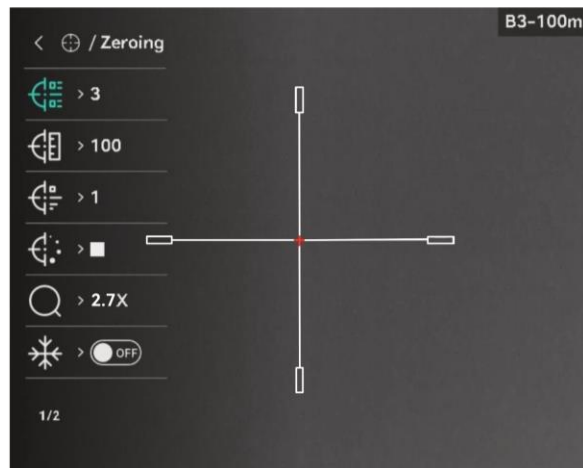 B3-100m
< / Zeroing
> 3
> 100
> 1
>
> 2.7X
> OFF
1/2